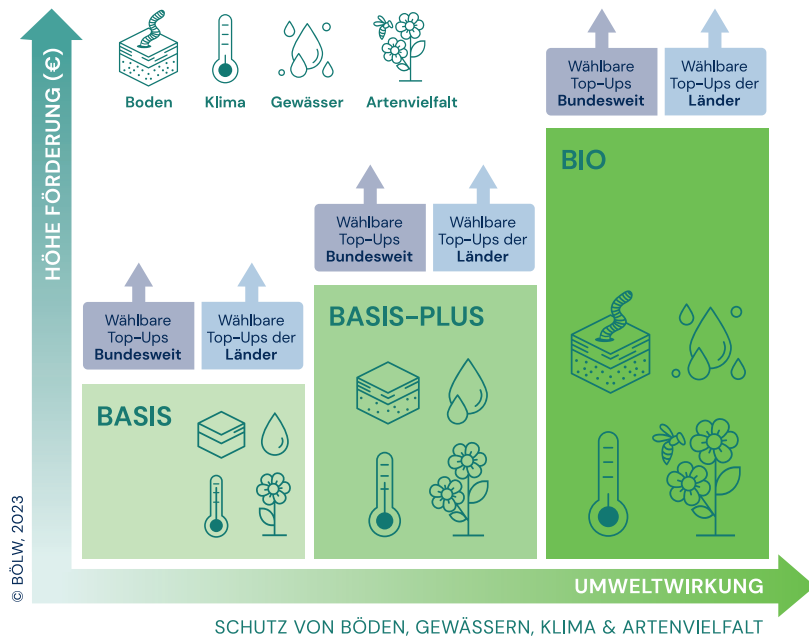 HÖHE FÖRDERUNG (€)
Boden
Klima
Gewässer
Artenvielfalt
Wählbare
Top-Ups
Bundesweit
Wählbare
Top-Ups der
Länder
BIO
Wählbare
Top-Ups
Bundesweit
Wählbare
Top-Ups der
Länder
BASIS-PLUS
Wählbare
Top-Ups
Bundesweit
Wählbare
Top-Ups der
Länder
BASIS
© BÖLW, 2023
UMWELTWIRKUNG
SCHUTZ VON BÖDEN, GEWÄSSERN, KLIMA & ARTENVIELFALT